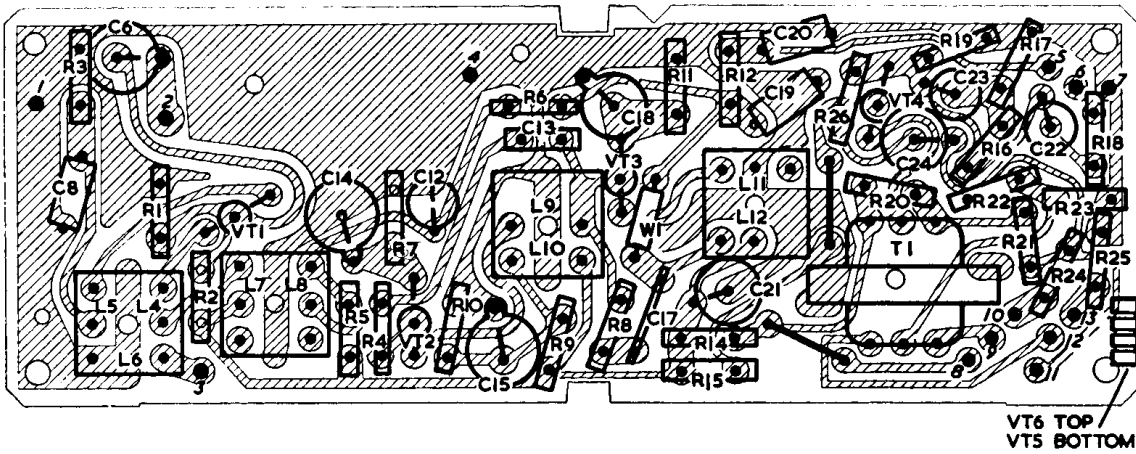 C6
R3
1
2
4
C8
R1
VT1
C14
R7
C12
L5
L4
L6
R2
L7
L8
R5
R4
VT2
R10
C15
3
R6
C13
C18
R11
VT3
L9
L10
W1
R9
R8
C17
R12
C20
C19
R26
L11
L12
C21
R14
R15
R19
R17
VT4
C23
C24
R16
C22
R18
5
6
7
R20
R22
R23
T1
R21
R24
R25
8
9
10
11
12
13
VT6 TOP
VT5 BOTTOM